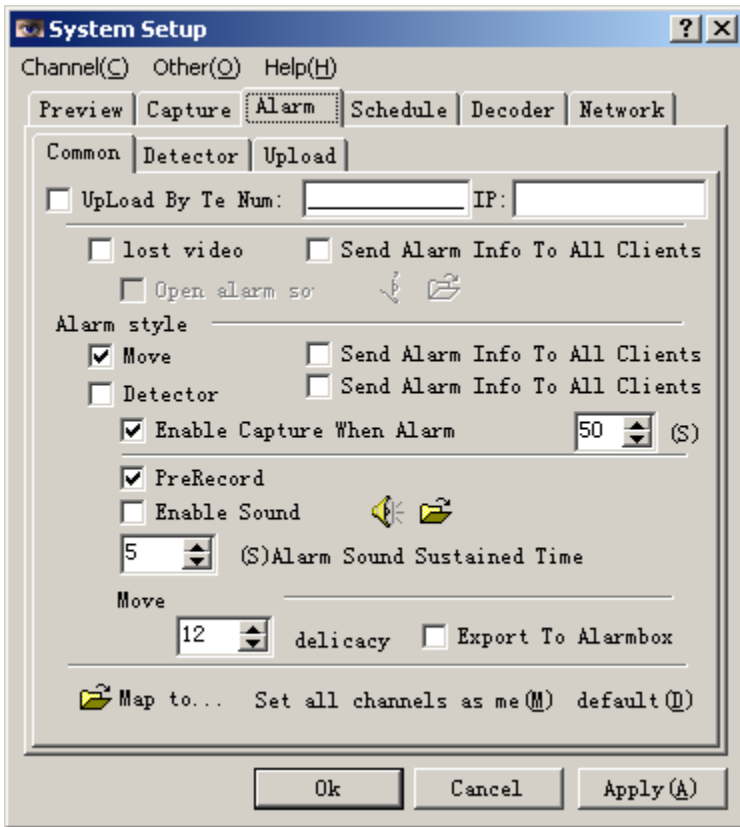 System Setup
Channel(C) Other(O) Help(H)
Preview Capture Alarm Schedule Decoder Network
Common Detector Upload
UpLoad By Te Num: IP:
lost video Send Alarm Info To All Clients
Open alarm so
Alarm style
Move Send Alarm Info To All Clients
Detector Send Alarm Info To All Clients
Enable Capture When Alarm 50 (S)
PreRecord
Enable Sound
5 (S)Alarm Sound Sustained Time
Move
12 delicacy Export To Alarmbox
Map to... Set all channels as me(M) default(D)
Ok Cancel Apply(A)